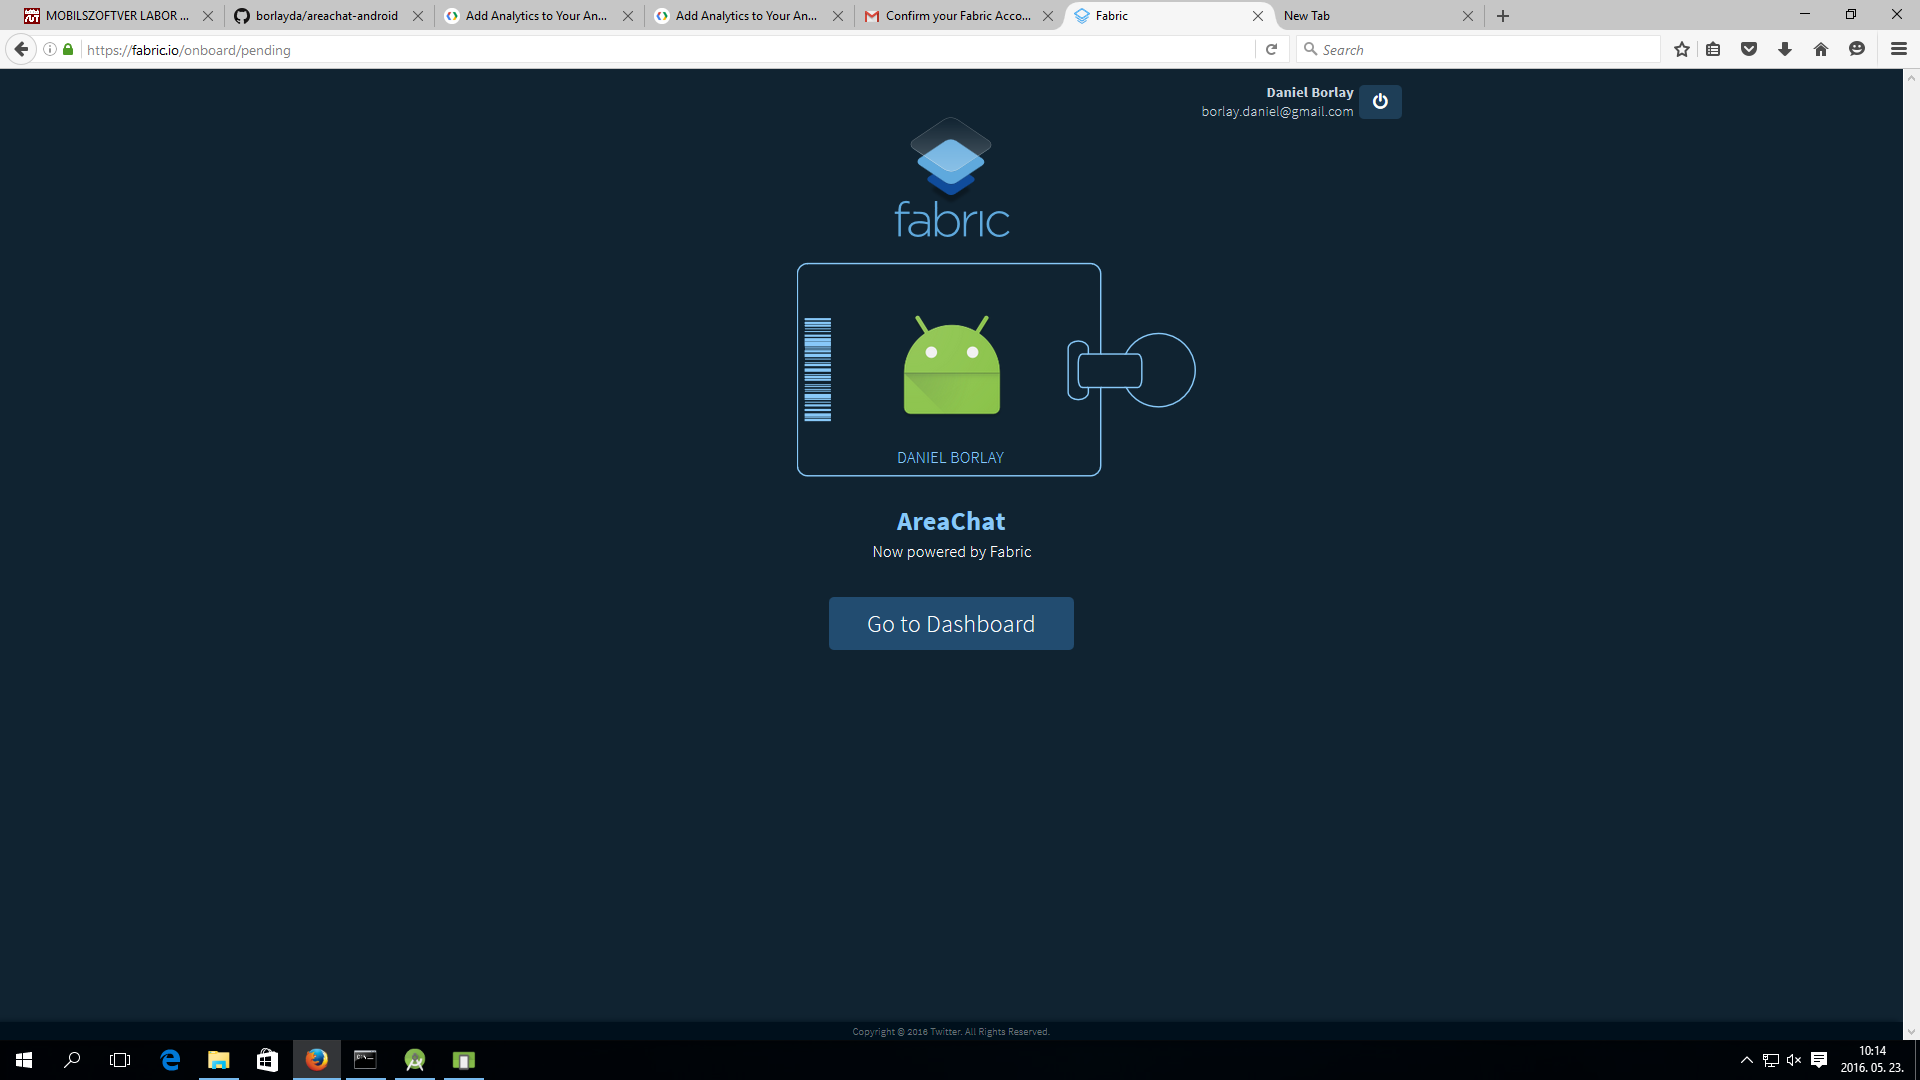 MOBILSZOFTVER LABOR ...
borlayda/areachat-android
Add Analytics to Your An...
Add Analytics to Your An...
Confirm your Fabric Acco...
Fabric
New Tab
https://fabric.io/onboard/pending
Search
Daniel Borlay
borlay.daniel@gmail.com
fabric
DANIEL BORLAY
AreaChat
Now powered by Fabric
Go to Dashboard
Copyright © 2016 Twitter. All Rights Reserved.
10:14
2016. 05. 23.